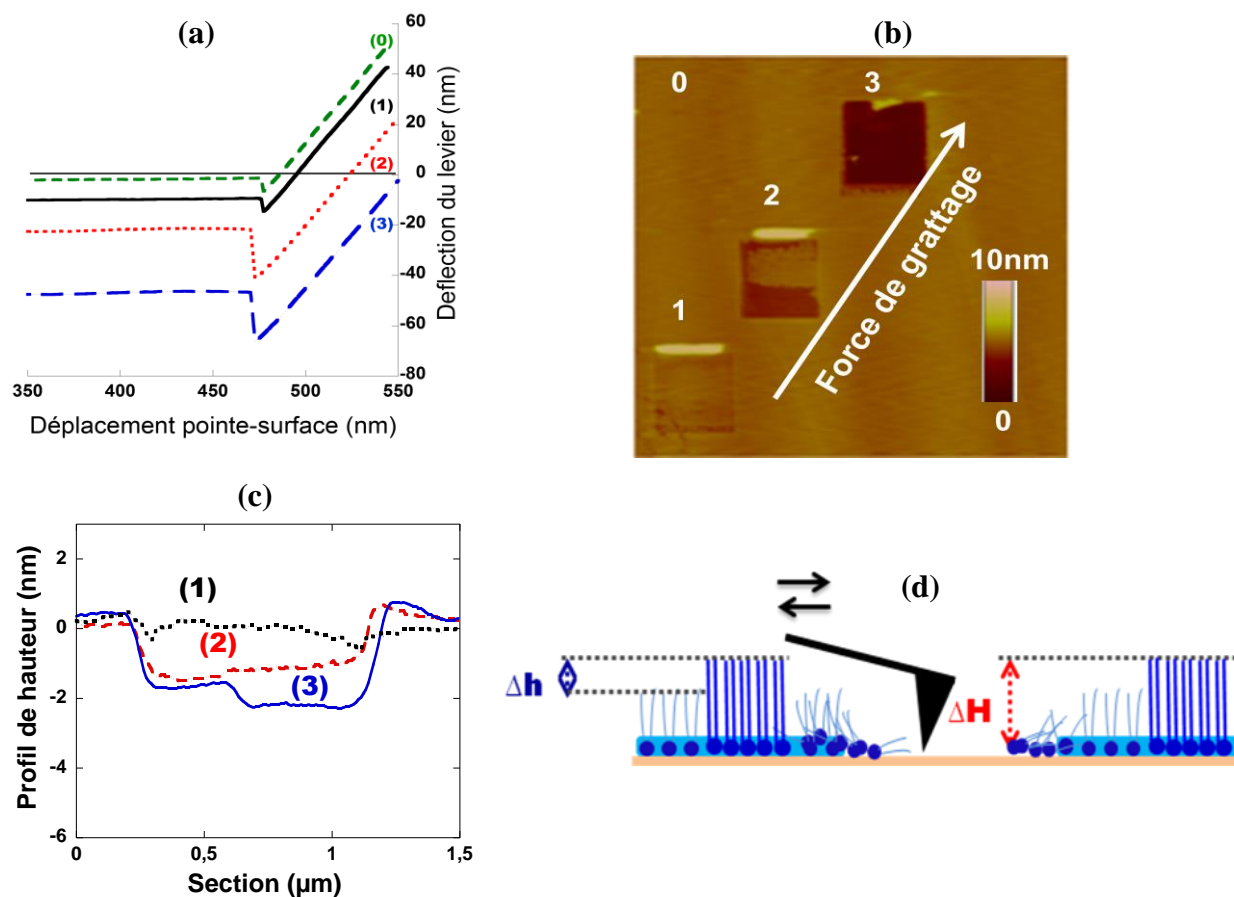 (a)
60
40
20
0
-20
-40
-60
-80
(0)
(1)
(2)
(3)
Deflection du levier (nm)
350 400 450 500 550
Déplacement pointe-surface (nm)
(b)
0
3
2
1
Force de grattage
10nm
0
(c)
Profil de hauteur (nm)
2
0
-2
-4
-6
(1)
(2)
(3)
0 0,5 1 1,5
Section (µm)
(d)
Δh
ΔH